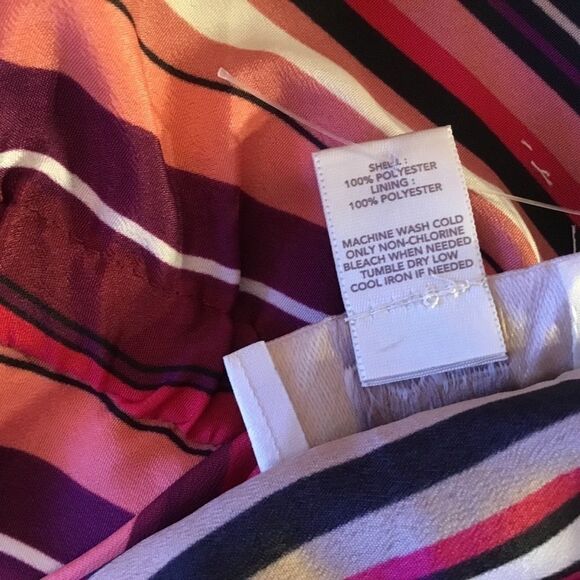 SHELL :
100% POLYESTER
LINING :
100% POLYESTER
MACHINE WASH COLD
ONLY NON-CHLORINE
BLEACH WHEN NEEDED
TUMBLE DRY LOW
COOL IRON IF NEEDED